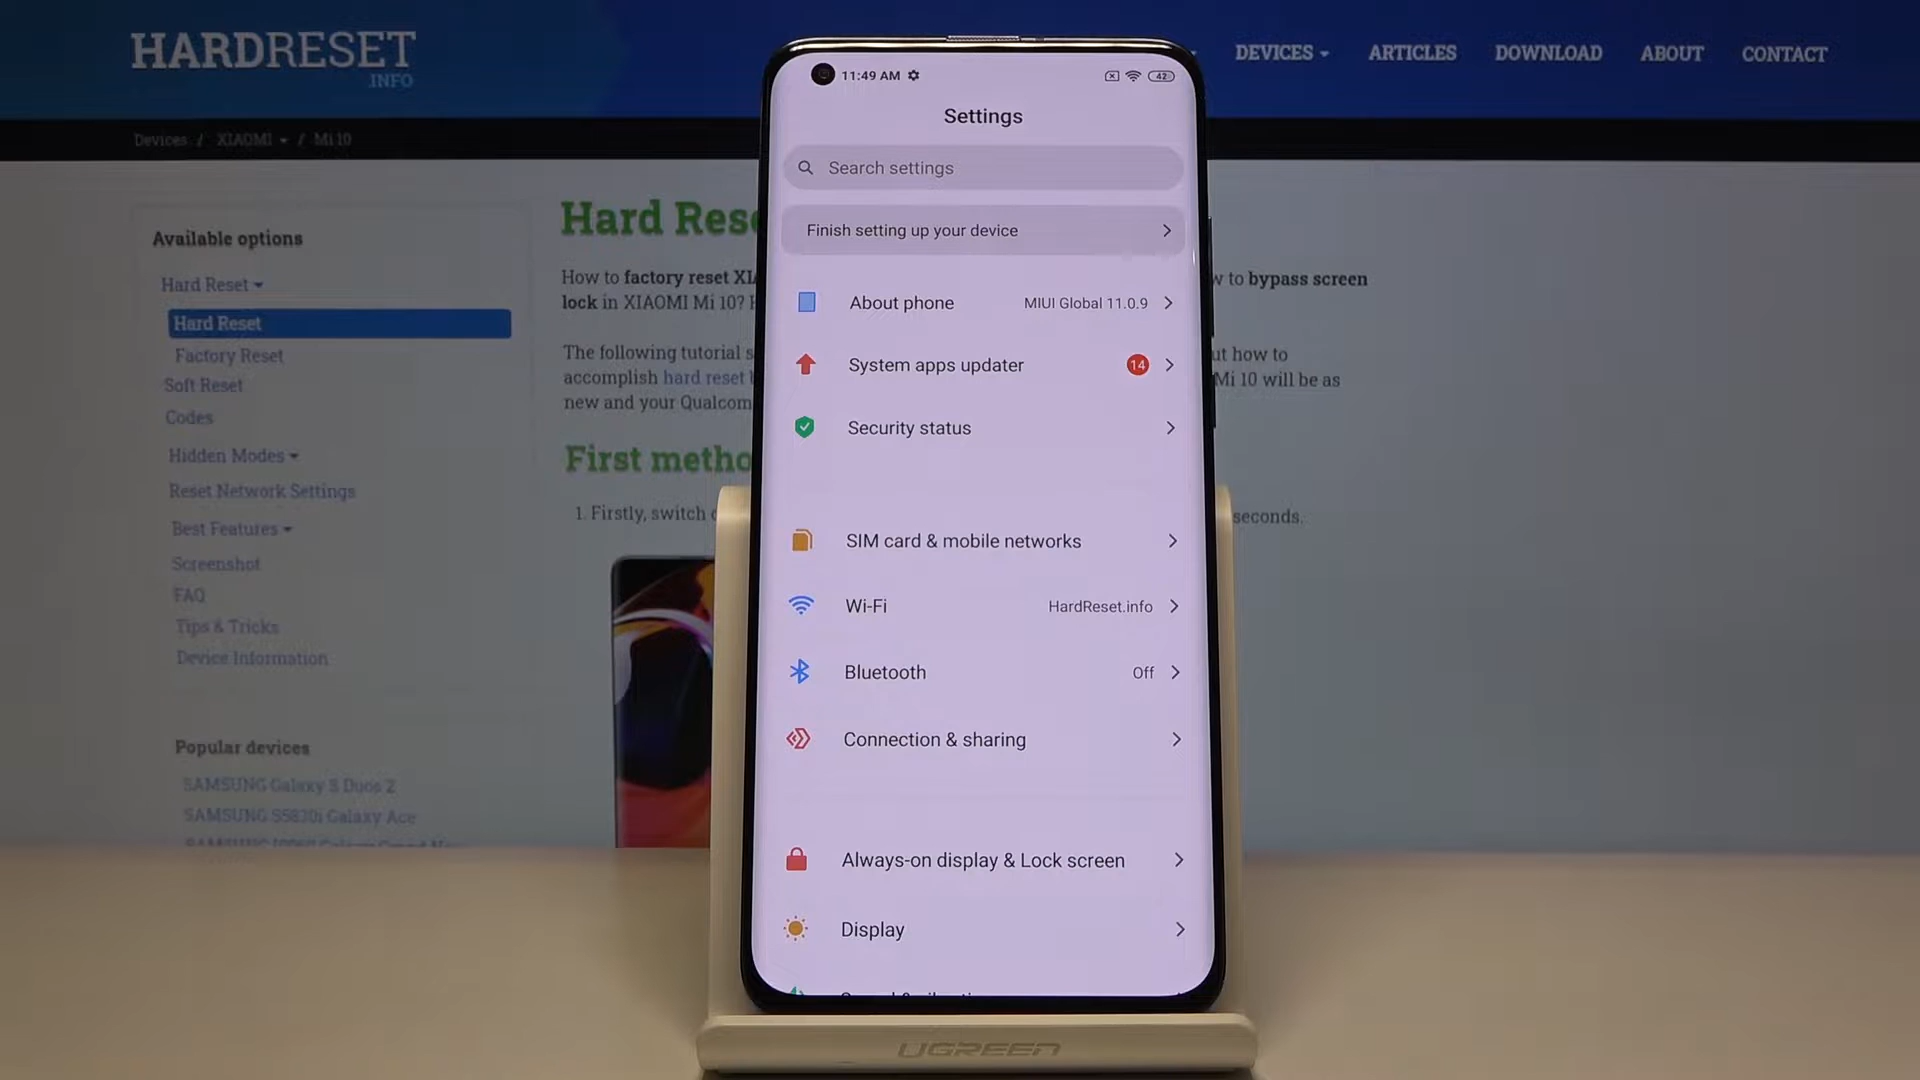 HARDRESET
.INFO
DEVICES
ARTICLES
DOWNLOAD
ABOUT
CONTACT
Devices / XIAOMI / Mi 10
Available options
Hard Reset
Hard Reset
Factory Reset
Soft Reset
Codes
Hidden Modes
Reset Network Settings
Best Features
Screenshot
FAQ
Tips & Tricks
Device Information
Popular devices
SAMSUNG Galaxy S Duos 2
SAMSUNG S5830i Galaxy Ace
Hard
How to factory reset
to bypass screen
lock in XIAOMI Mi 10?
The following tutorial
how to
accomplish hard reset
Mi 10 will be as
new and your
First
1. Firstly, switch
seconds.
11:49 AM
42
Settings
Search settings
Finish setting up your device
About phone MIUI Global 11.0.9
System apps updater 14
Security status
SIM card & mobile networks
Wi-Fi HardReset.info
Bluetooth Off
Connection & sharing
Always-on display & Lock screen
Display
UGREEN